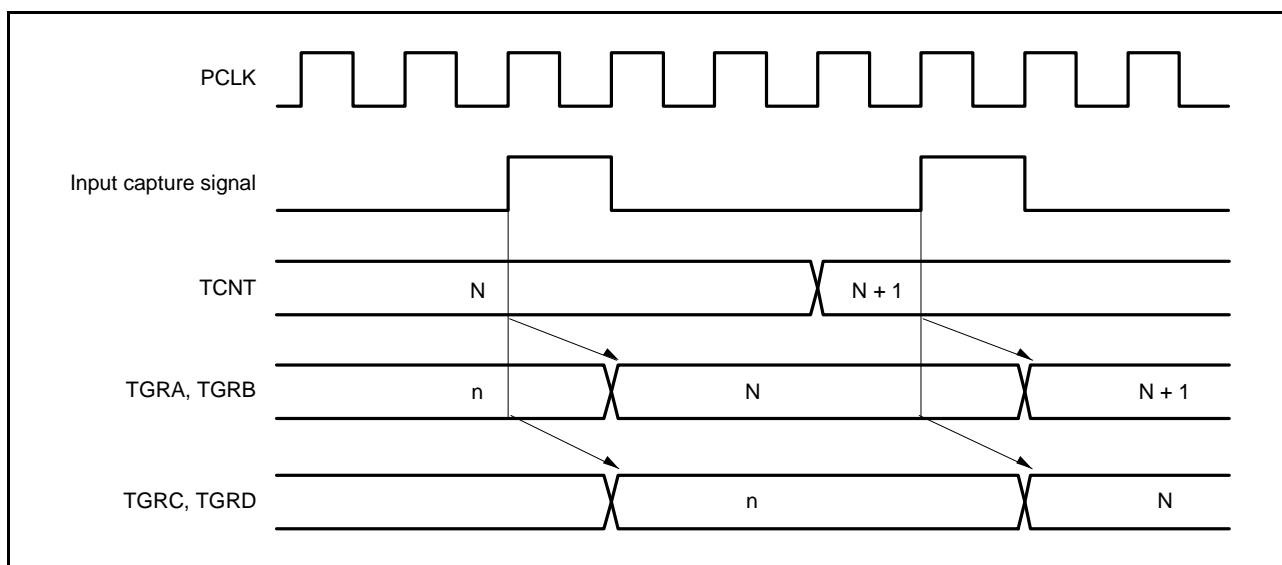 PCLK
Input capture signal
TCNT
N
N + 1
TGRA, TGRB
n
N
N + 1
TGRC, TGRD
n
N